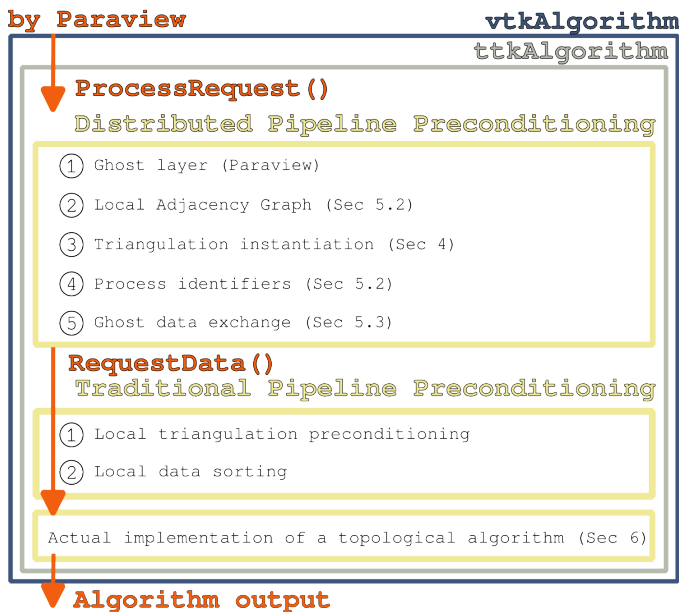 by Paraview
vtkAlgorithm
ttkAlgorithm
ProcessRequest()
Distributed Pipeline Preconditioning
1 Ghost layer (Paraview)
2 Local Adjacency Graph (Sec 5.2)
3 Triangulation instantiation (Sec 4)
4 Process identifiers (Sec 5.2)
5 Ghost data exchange (Sec 5.3)
RequestData()
Traditional Pipeline Preconditioning
1 Local triangulation preconditioning
2 Local data sorting
Actual implementation of a topological algorithm (Sec 6)
Algorithm output